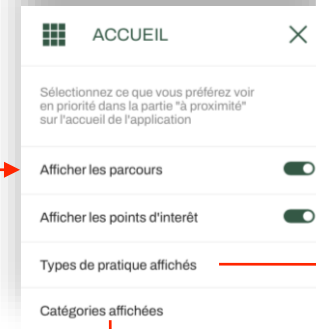 ACCUEIL
Sélectionnez ce que vous préférez voir
en priorité dans la partie "à proximité"
sur l'accueil de l'application
Afficher les parcours
Afficher les points d'interêt
Types de pratique affichés
Catégories affichées